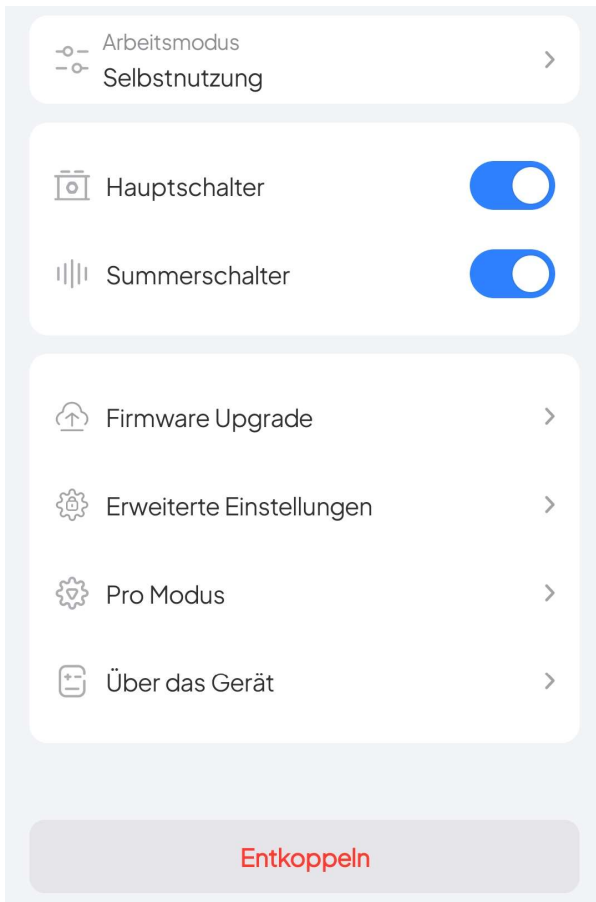 Arbeitsmodus
Selbstnutzung
Hauptschalter
Summerschalter
Firmware Upgrade
Erweiterte Einstellungen
Pro Modus
Über das Gerät
Entkoppeln